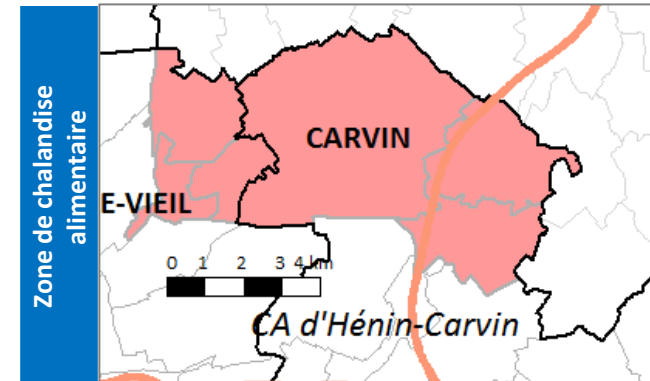 Zone de chalandise
alimentaire
CARVIN
E-VIEIL
0 1 2 3 4 km
CA d'Hénin-Carvin